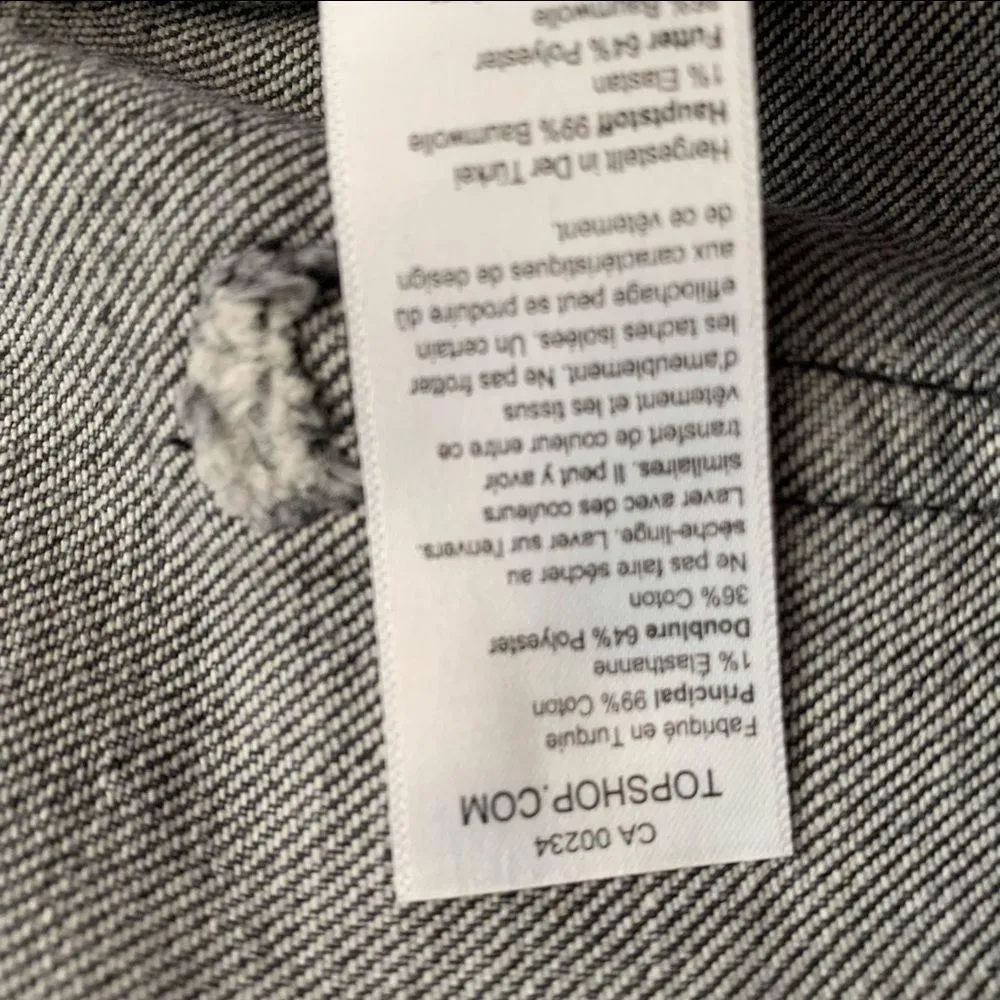 CA 00234
TOPSHOP.COM
Fabriqué en Turquie
Principal 99% Coton
1% Élasthanne
Doublure 64% Polyester
36% Coton
Ne pas faire sécher au
sèche-linge. Laver sur l'envers.
Laver avec des couleurs
similaires. Il peut y avoir
transfert de couleur entre ce
vêtement et les tissus
d'ameublement. Ne pas frotter
les taches isolées. Un certain
effilochage peut se produire dû
aux caractéristiques de design
de ce vêtement.
Hergestellt in Der Türkei
Hauptstoff 99% Baumwolle
1% Elastan
Futter 64% Polyester
36% Baumwolle